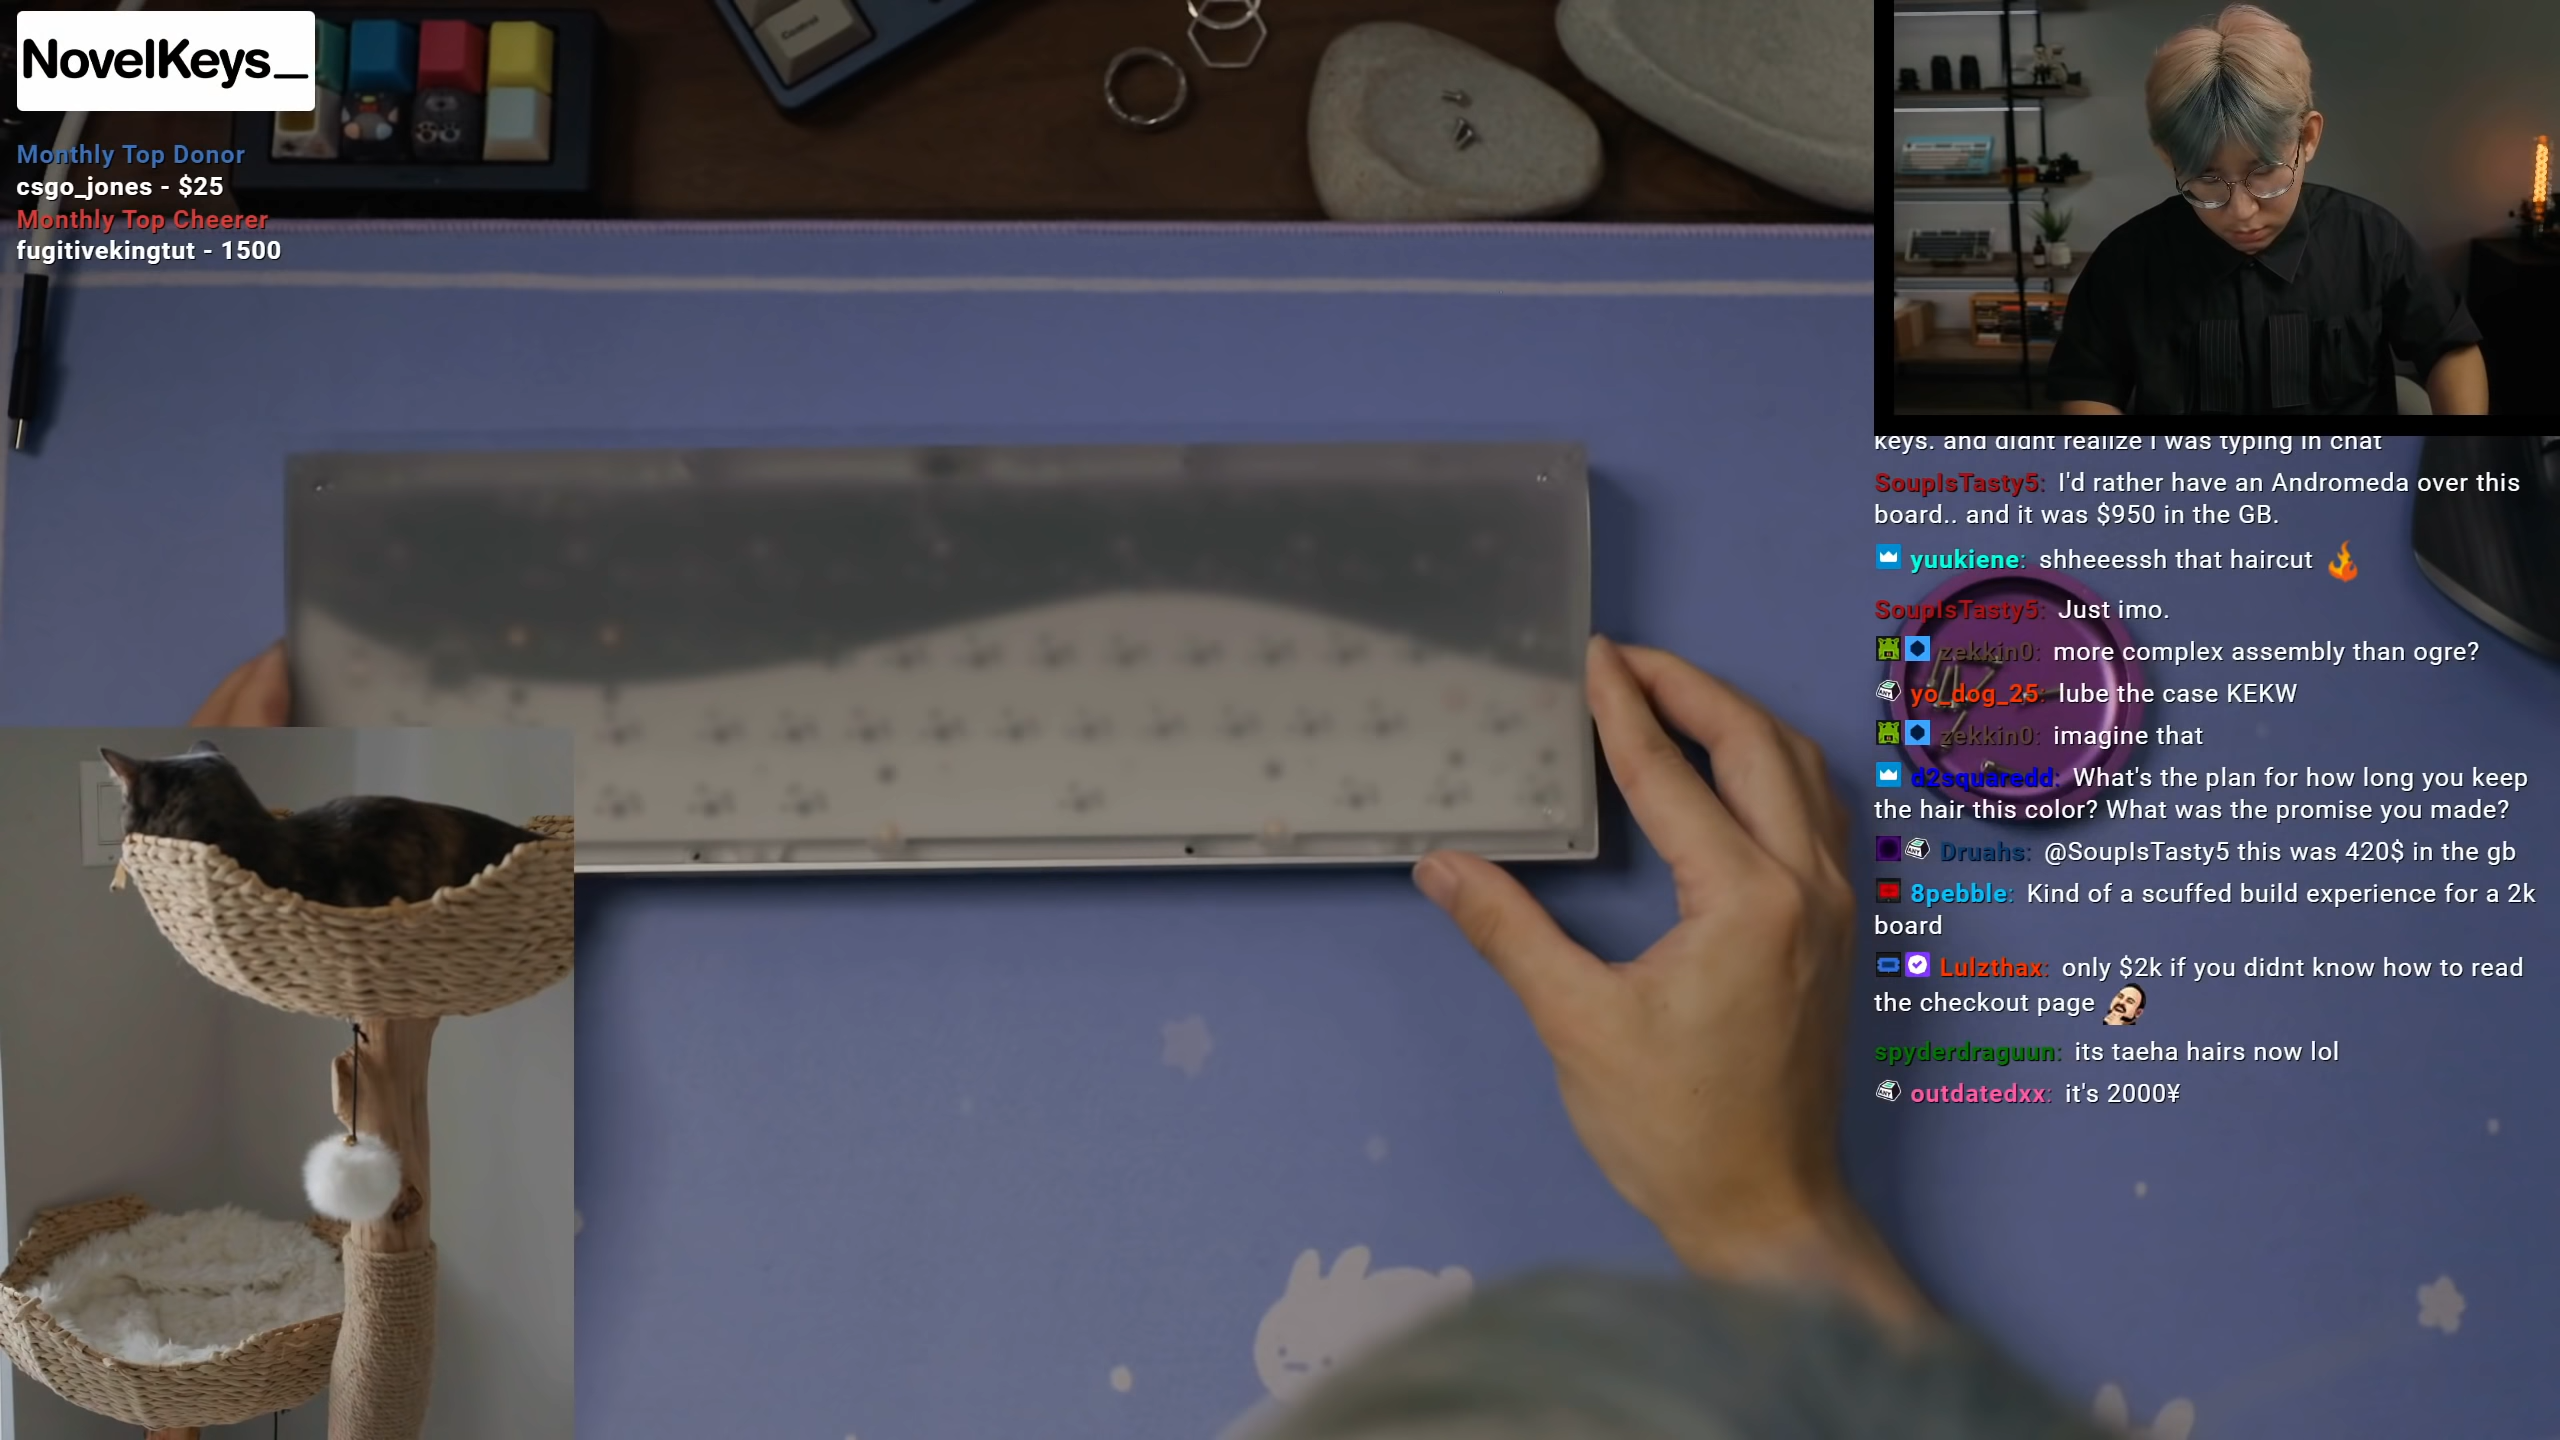 NovelKeys_
Monthly Top Donor
csgo_jones - $25
Monthly Top Cheerer
fugitivekingtut - 1500
Control
keys. and didnt realize I was typing in chat
SoupIsTasty5: I'd rather have an Andromeda over this
board.. and it was $950 in the GB.
yuukiene: shheeessh that haircut
SoupIsTasty5: Just imo.
zekkin0: more complex assembly than ogre?
yo_dog_25: lube the case KEKW
zekkin0: imagine that
d2squaredd: What's the plan for how long you keep
the hair this color? What was the promise you made?
Druahs: @SoupIsTasty5 this was 420$ in the gb
8pebble: Kind of a scuffed build experience for a 2k
board
Lulzthax: only $2k if you didnt know how to read
the checkout page
spyderdraguun: its taeha hairs now lol
outdatedxx: it's 2000¥